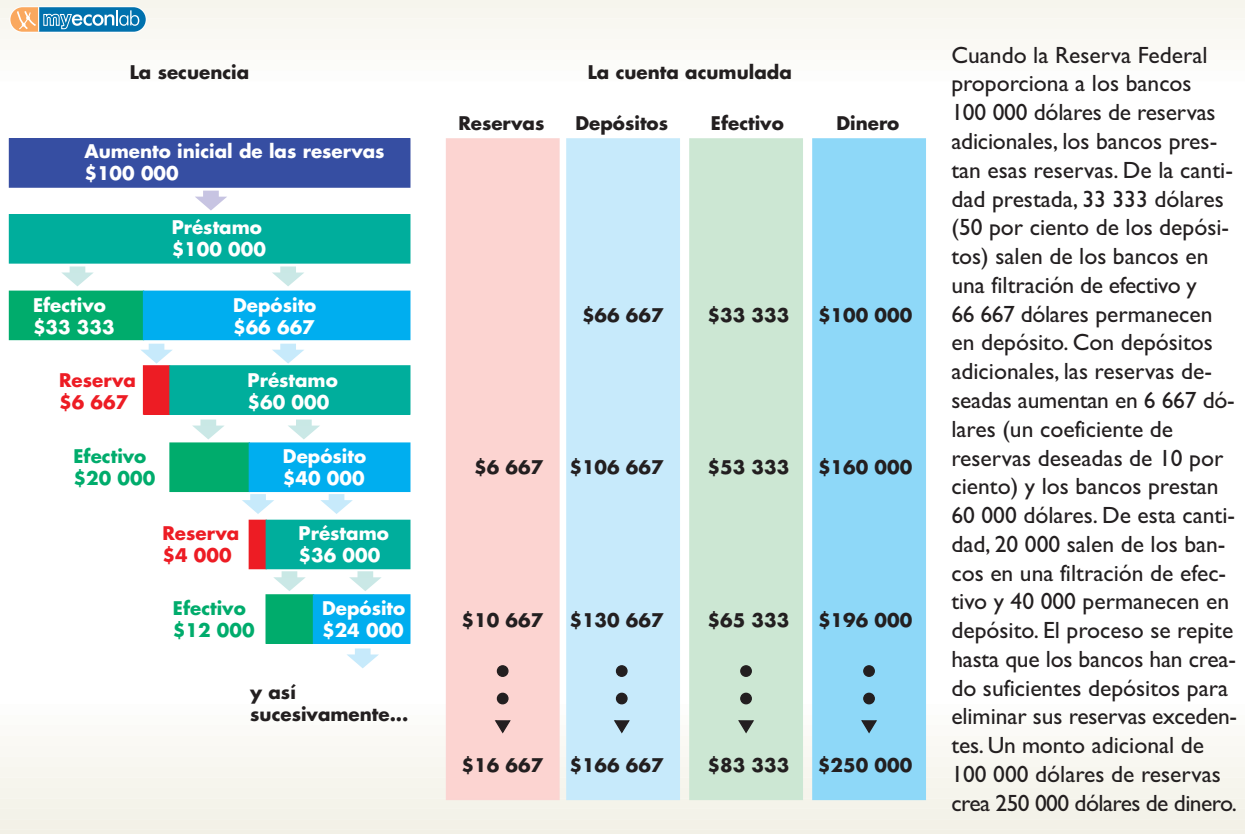 myeconlab
La secuencia
La cuenta acumulada
Reservas Depósitos Efectivo Dinero
Aumento inicial de las reservas
$100 000
Préstamo
$100 000
Efectivo
$33 333
Depósito
$66 667
$66 667 $33 333 $100 000
Reserva
$6 667
Préstamo
$60 000
Efectivo
$20 000
Depósito
$40 000
$6 667 $106 667 $53 333 $160 000
Reserva
$4 000
Préstamo
$36 000
Efectivo
$12 000
Depósito
$24 000
$10 667 $130 667 $65 333 $196 000
y así
sucesivamente...
$16 667 $166 667 $83 333 $250 000
Cuando la Reserva Federal
proporciona a los bancos
100 000 dólares de reservas
adicionales, los bancos pres-
tan esas reservas. De la canti-
dad prestada, 33 333 dólares
(50 por ciento de los depósi-
tos) salen de los bancos en
una filtración de efectivo y
66 667 dólares permanecen
en depósito. Con depósitos
adicionales, las reservas de-
seadas aumentan en 6 667 dó-
lares (un coeficiente de
reservas deseadas de 10 por
ciento) y los bancos prestan
60 000 dólares. De esta canti-
dad, 20 000 salen de los ban-
cos en una filtración de efec-
tivo y 40 000 permanecen en
depósito. El proceso se repite
hasta que los bancos han crea-
do suficientes depósitos para
eliminar sus reservas exceden-
tes. Un monto adicional de
100 000 dólares de reservas
crea 250 000 dólares de dinero.